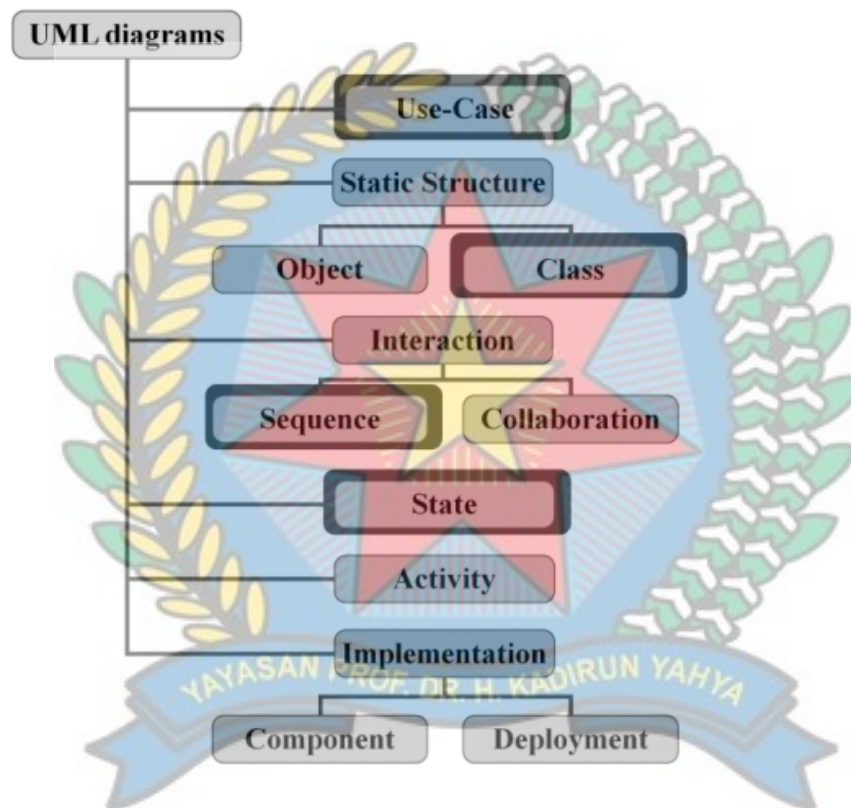 UML diagrams
Use-Case
Static Structure
Object
Class
Interaction
Sequence
Collaboration
State
Activity
Implementation
YAYASAN PROF. DR. H. KADIRUN YAHYA
Component
Deployment